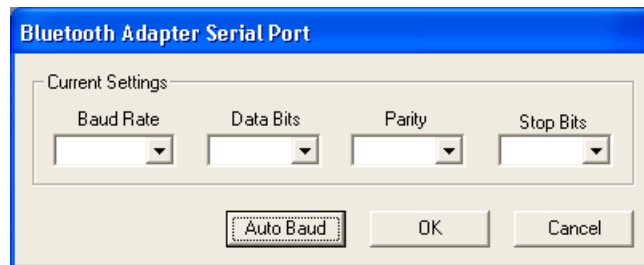 Bluetooth Adapter Serial Port
Current Settings
Baud Rate Data Bits Parity Stop Bits
Auto Baud OK Cancel